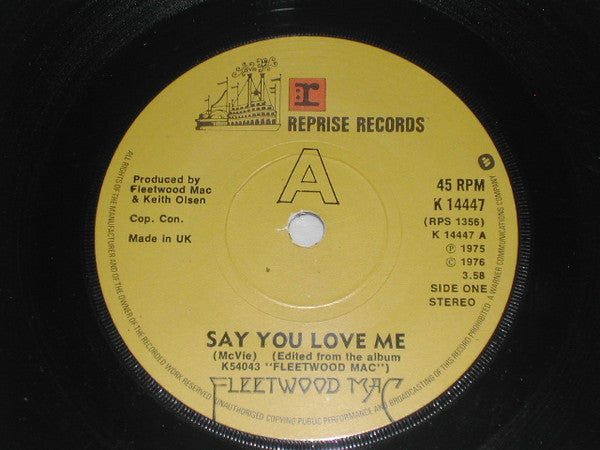 r
REPRISE RECORDS
A
Produced by
Fleetwood Mac
& Keith Olsen
Cop. Con.
Made in UK
45 RPM
K 14447
(RPS 1356)
K 14447 A
℗ 1975
© 1976
3.58
SIDE ONE
STEREO
SAY YOU LOVE ME
(McVie) (Edited from the album
K54043 "FLEETWOOD MAC")
FLEETWOOD MAC
ALL RIGHTS OF THE MANUFACTURER AND OF THE OWNER OF THE RECORDED WORK RESERVED UNAUTHORISED COPYING PUBLIC PERFORMANCE AND BROADCASTING OF THIS RECORD PROHIBITED. A WARNER COMMUNICATIONS COMPANY.